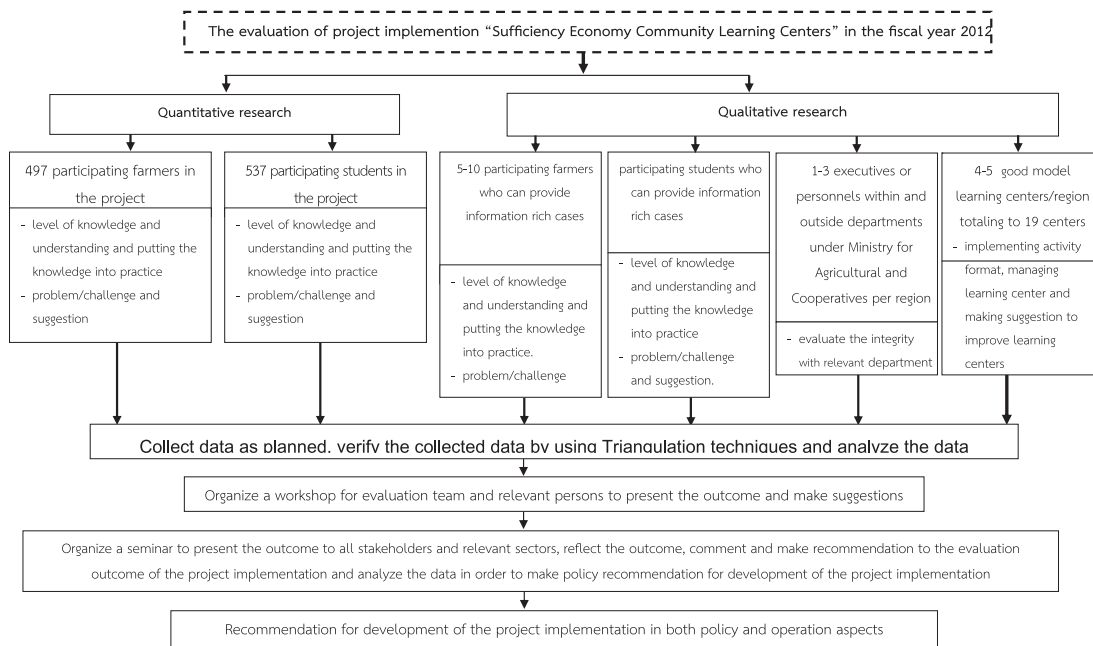 The evaluation of project implemention “Sufficiency Economy Community Learning Centers” in the fiscal year 2012
Quantitative research
Qualitative research
497 participating farmers in
the project
- level of knowledge and
understanding and putting the
knowledge into practice
- problem/challenge and
suggestion
537 participating students in
the project
- level of knowledge and
understanding and putting the
knowledge into practice
- problem/challenge and
suggestion
5-10 participating farmers
who can provide
information rich cases
- level of knowledge
and understanding and
putting the knowledge
into practice.
- problem/challenge
participating students who
can provide information
rich cases
- level of knowledge
and understanding and
putting the knowledge
into practice
- problem/challenge
and suggestion.
1-3 executives or
personnels within and
outside departments
under Ministry for
Agricultural and
Cooperatives per region
- evaluate the integrity
with relevant department
4-5 good model
learning centers/region
totaling to 19 centers
- implementing activity
format, managing
learning center and
making suggestion to
improve learning
centers
Collect data as planned, verify the collected data by using Triangulation techniques and analyze the data
Organize a workshop for evaluation team and relevant persons to present the outcome and make suggestions
Organize a seminar to present the outcome to all stakeholders and relevant sectors, reflect the outcome, comment and make recommendation to the evaluation
outcome of the project implementation and analyze the data in order to make policy recommendation for development of the project implementation
Recommendation for development of the project implementation in both policy and operation aspects